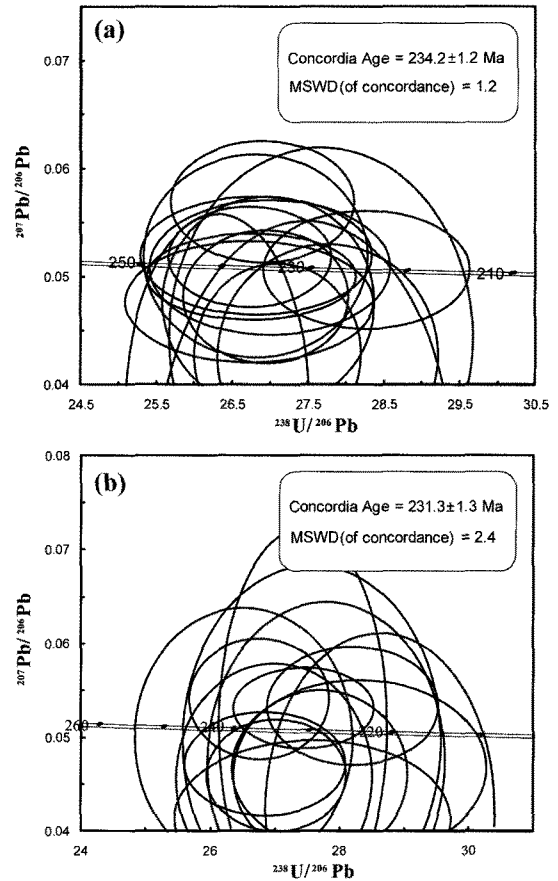 (a)
Concordia Age = 234.2±1.2 Ma
MSWD(of concordance) = 1.2
0.07
0.06
0.05
0.04
²⁰⁷Pb/²⁰⁶Pb
250
230
210
24.5 25.5 26.5 27.5 28.5 29.5 30.5
²³⁸U/²⁰⁶Pb
(b)
Concordia Age = 231.3±1.3 Ma
MSWD(of concordance) = 2.4
0.08
0.07
0.06
0.05
0.04
²⁰⁷Pb/²⁰⁶Pb
260
240
220
24 26 28 30
²³⁸U/²⁰⁶Pb